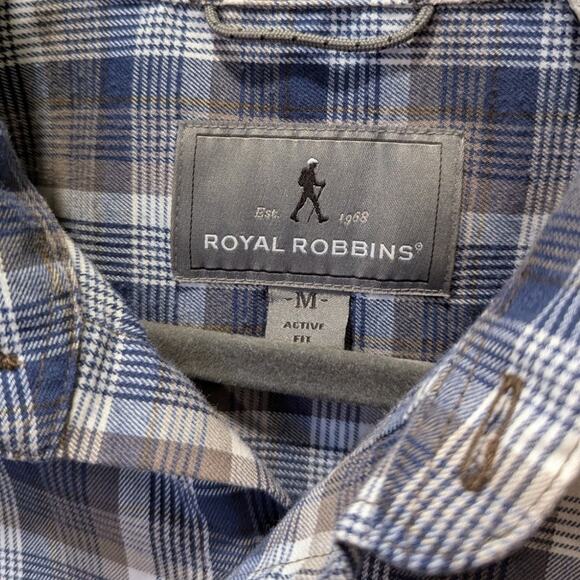 Est. 1968
ROYAL ROBBINS®
-M-
ACTIVE
FIT